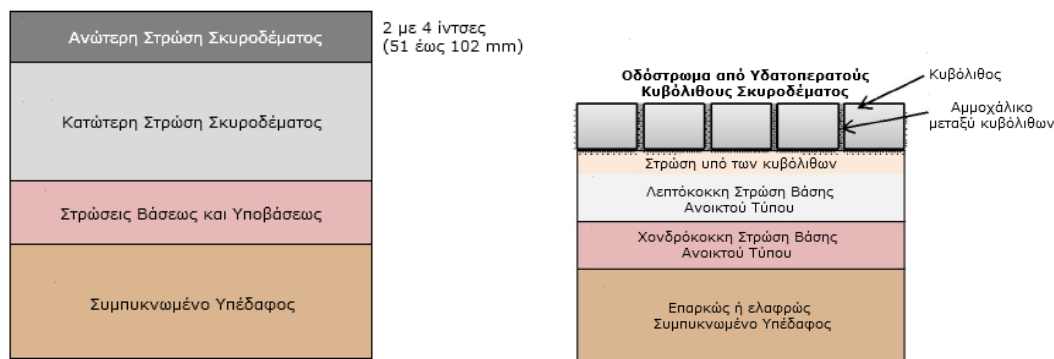 Ανώτερη Στρώση Σκυροδέματος
2 με 4 ίντσες
(51 έως 102 mm)
Κατώτερη Στρώση Σκυροδέματος
Στρώσεις Βάσεως και Υποβάσεως
Συμπυκνωμένο Υπέδαφος
Οδόστρωμα από Υδατοπερατούς
Κυβόλιθους Σκυροδέματος
Κυβόλιθος
Αμμοχάλικο
μεταξύ κυβόλιθων
Στρώση υπό των κυβόλιθων
Λεπτόκοκκη Στρώση Βάσης
Ανοικτού Τύπου
Χονδρόκοκκη Στρώση Βάσης
Ανοικτού Τύπου
Επαρκώς ή ελαφρώς
Συμπυκνωμένο Υπέδαφος